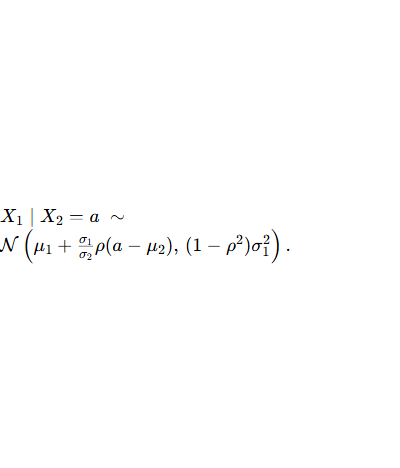 X₁ | X₂ = a ∼
𝒩 (μ₁ + σ₁/σ₂ ρ(a − μ₂), (1 − ρ²)σ₁²) .